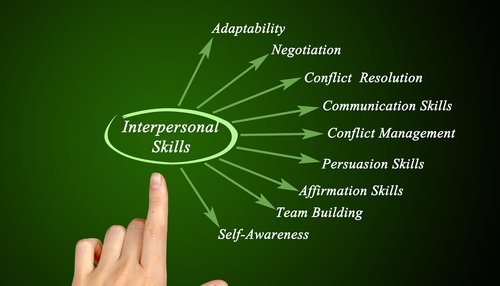 Adaptability
Negotiation
Conflict Resolution
Communication Skills
Interpersonal
Skills
Conflict Management
Persuasion Skills
Affirmation Skills
Team Building
Self-Awareness